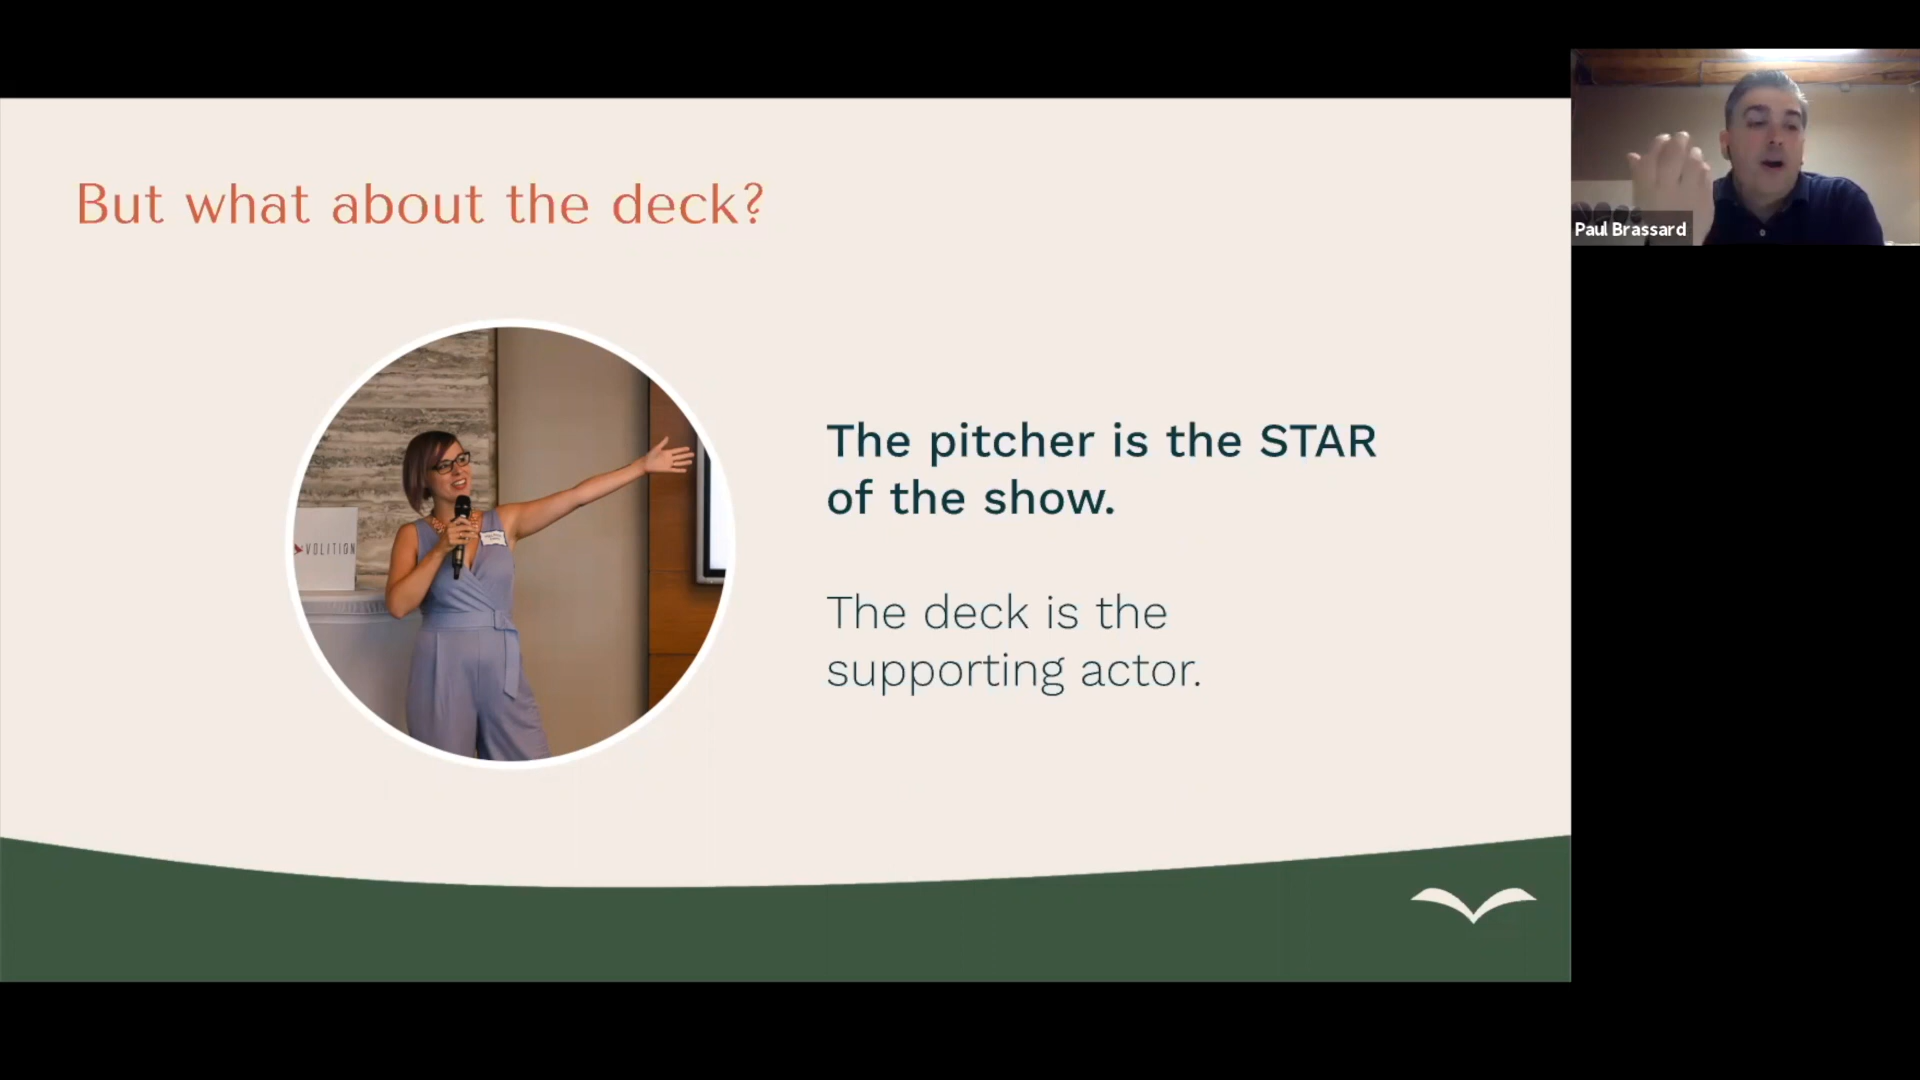 But what about the deck?
VOLITION
The pitcher is the STAR
of the show.
The deck is the
supporting actor.
Paul Brassard